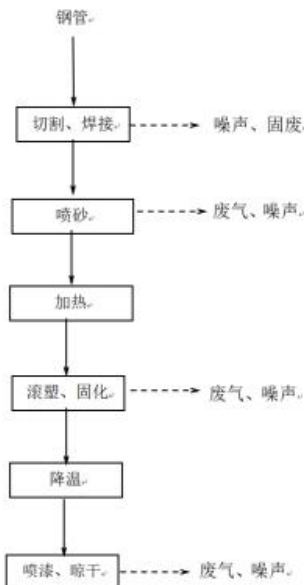 钢管
切割、焊接
噪声、固废
喷砂
废气、噪声
加热
滚塑、固化
废气、噪声
降温
喷漆、晾干
废气、噪声